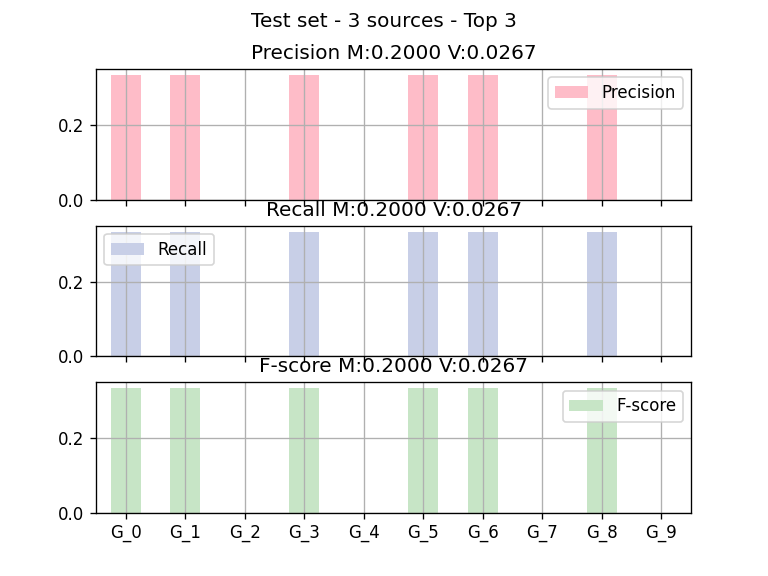 Test set - 3 sources - Top 3
Precision M:0.2000 V:0.0267
Precision
0.2
0.0
Recall M:0.2000 V:0.0267
Recall
0.2
0.0
F-score M:0.2000 V:0.0267
F-score
0.2
0.0
G_0 G_1 G_2 G_3 G_4 G_5 G_6 G_7 G_8 G_9